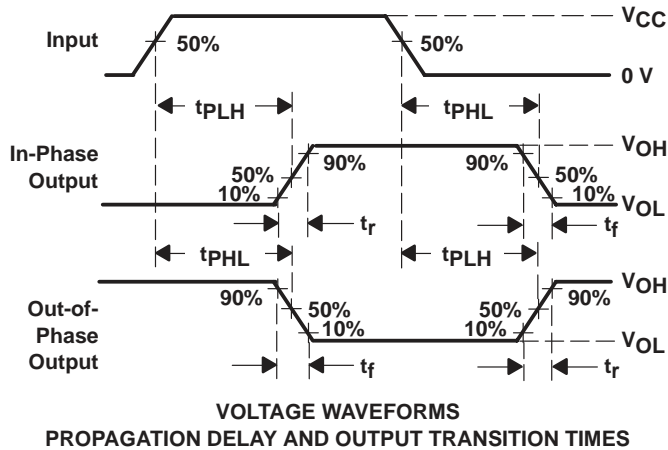 VCC
Input
50%
50%
0 V
tPLH
tPHL
In-Phase
Output
VOH
90%
90%
50%
50%
10%
10%
VOL
tr
tf
tPHL
tPLH
Out-of-
Phase
Output
VOH
90%
90%
50%
50%
10%
10%
VOL
tf
tr
VOLTAGE WAVEFORMS
PROPAGATION DELAY AND OUTPUT TRANSITION TIMES